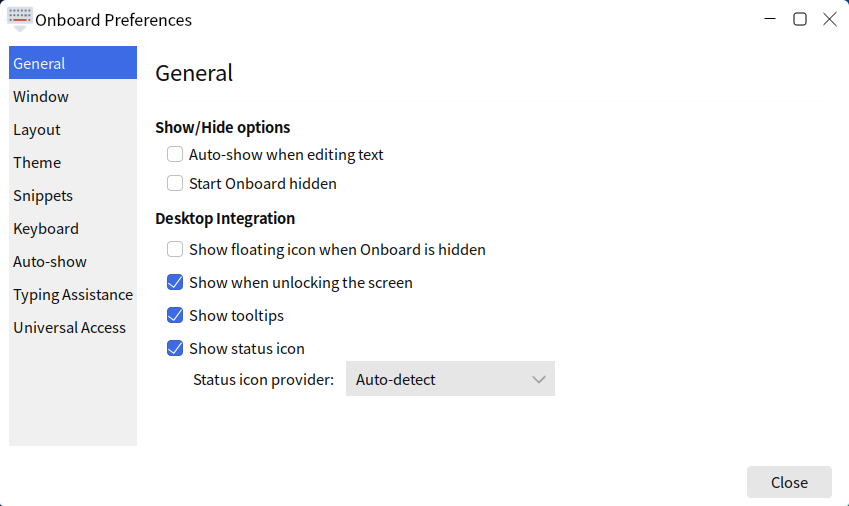 Onboard Preferences
General
Window
Layout
Theme
Snippets
Keyboard
Auto-show
Typing Assistance
Universal Access
General
Show/Hide options
Auto-show when editing text
Start Onboard hidden
Desktop Integration
Show floating icon when Onboard is hidden
Show when unlocking the screen
Show tooltips
Show status icon
Status icon provider: Auto-detect
Close